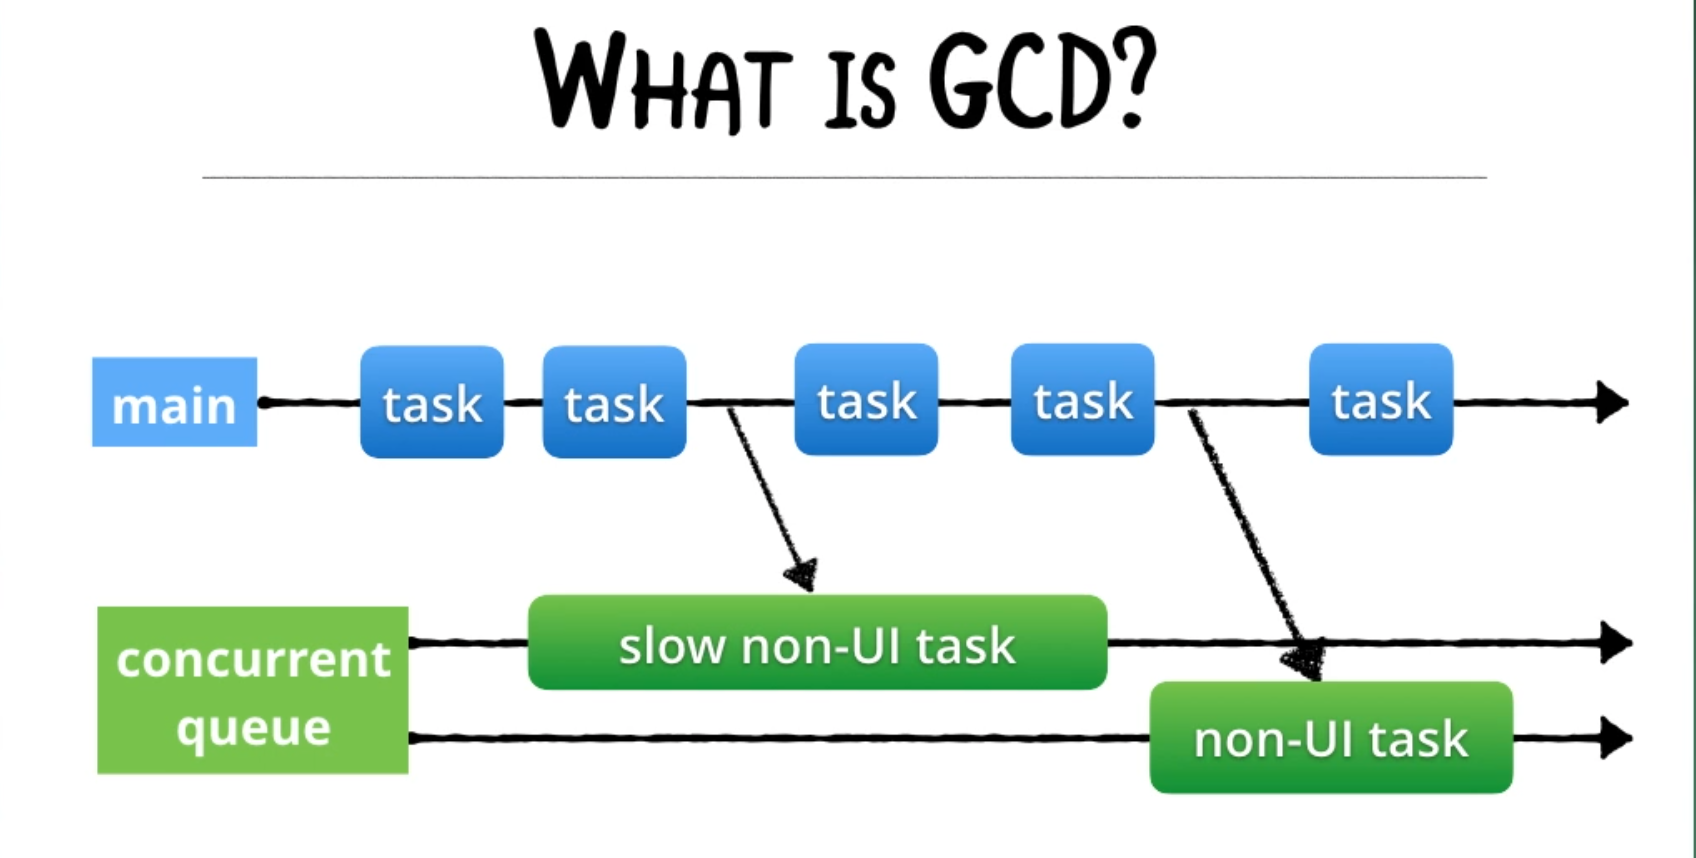 WHAT IS GCD?
main
task
task
task
task
task
concurrent
queue
slow non-UI task
non-UI task